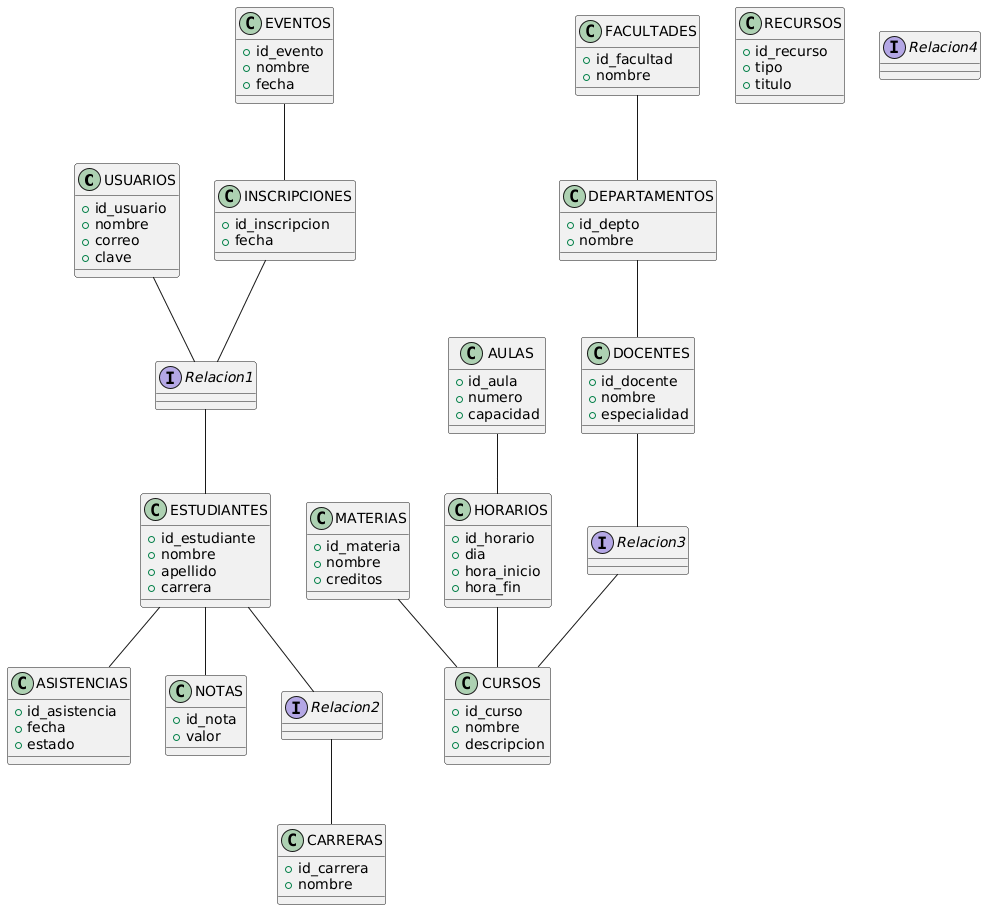 EVENTOS
id_evento
nombre
fecha
FACULTADES
id_facultad
nombre
RECURSOS
id_recurso
tipo
titulo
Relacion4
USUARIOS
id_usuario
nombre
correo
clave
INSCRIPCIONES
id_inscripcion
fecha
DEPARTAMENTOS
id_depto
nombre
Relacion1
AULAS
id_aula
numero
capacidad
DOCENTES
id_docente
nombre
especialidad
ESTUDIANTES
id_estudiante
nombre
apellido
carrera
MATERIAS
id_materia
nombre
creditos
HORARIOS
id_horario
dia
hora_inicio
hora_fin
Relacion3
ASISTENCIAS
id_asistencia
fecha
estado
NOTAS
id_nota
valor
Relacion2
CURSOS
id_curso
nombre
descripcion
CARRERAS
id_carrera
nombre